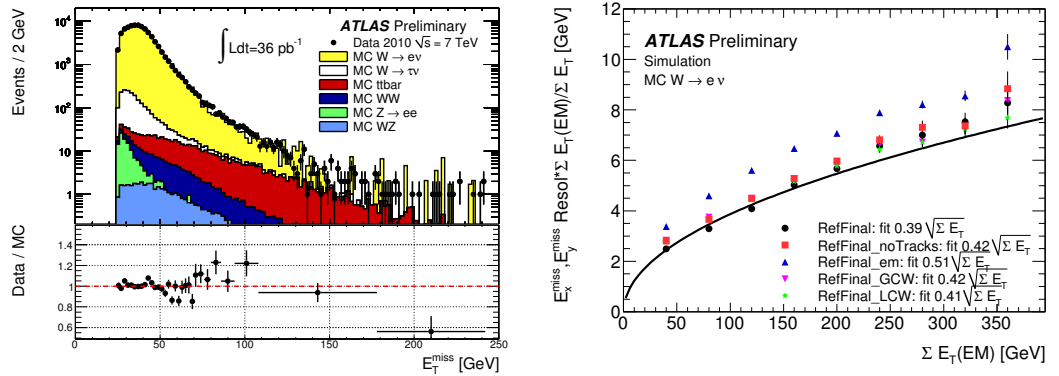 Events / 2 GeV
10⁴
10³
10²
10
1
ATLAS Preliminary
∫ Ldt=36 pb⁻¹
Data 2010 √s = 7 TeV
MC W → eν
MC W → τν
MC ttbar
MC WW
MC Z → ee
MC WZ
Data / MC
1.4
1.2
1.0
0.8
0.6
0 50 100 150 200 250
E_T^miss [GeV]
E_x^miss, E_y^miss Resol*Σ E_T(EM)/Σ E_T [GeV]
12
10
8
6
4
2
0
ATLAS Preliminary
Simulation
MC W → e ν
RefFinal: fit 0.39 √Σ E_T
RefFinal_noTracks: fit 0.42 √Σ E_T
RefFinal_em: fit 0.51 √Σ E_T
RefFinal_GCW: fit 0.42 √Σ E_T
RefFinal_LCW: fit 0.41 √Σ E_T
0 50 100 150 200 250 300 350
Σ E_T(EM) [GeV]